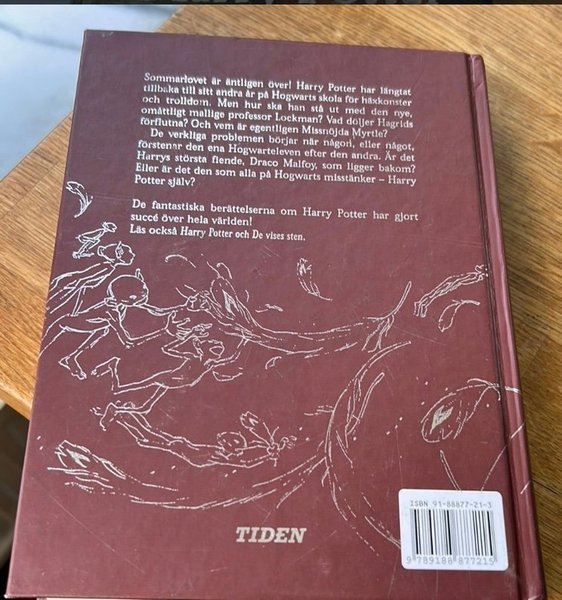 Sommarlovet är äntligen över! Harry Potter har längtat
tillbaka till sitt andra år på Hogwarts skola för häxkonster
och trolldom. Men hur ska han stå ut med den nye,
omåttligt mallige professor Lockman? Vad döljer Hagrids
förflutna? Och vem är egentligen Missnöjda Myrtle?
De verkliga problemen börjar när någon, eller något,
förstenar den ena Hogwarteleven efter den andra. Är det
Harrys största fiende, Draco Malfoy, som ligger bakom?
Eller är det den som alla på Hogwarts misstänker – Harry
Potter själv?
De fantastiska berättelserna om Harry Potter har gjort
succé över hela världen!
Läs också Harry Potter och De vises sten.
ISBN 91-88877-21-3
TIDEN
9 789188 877215